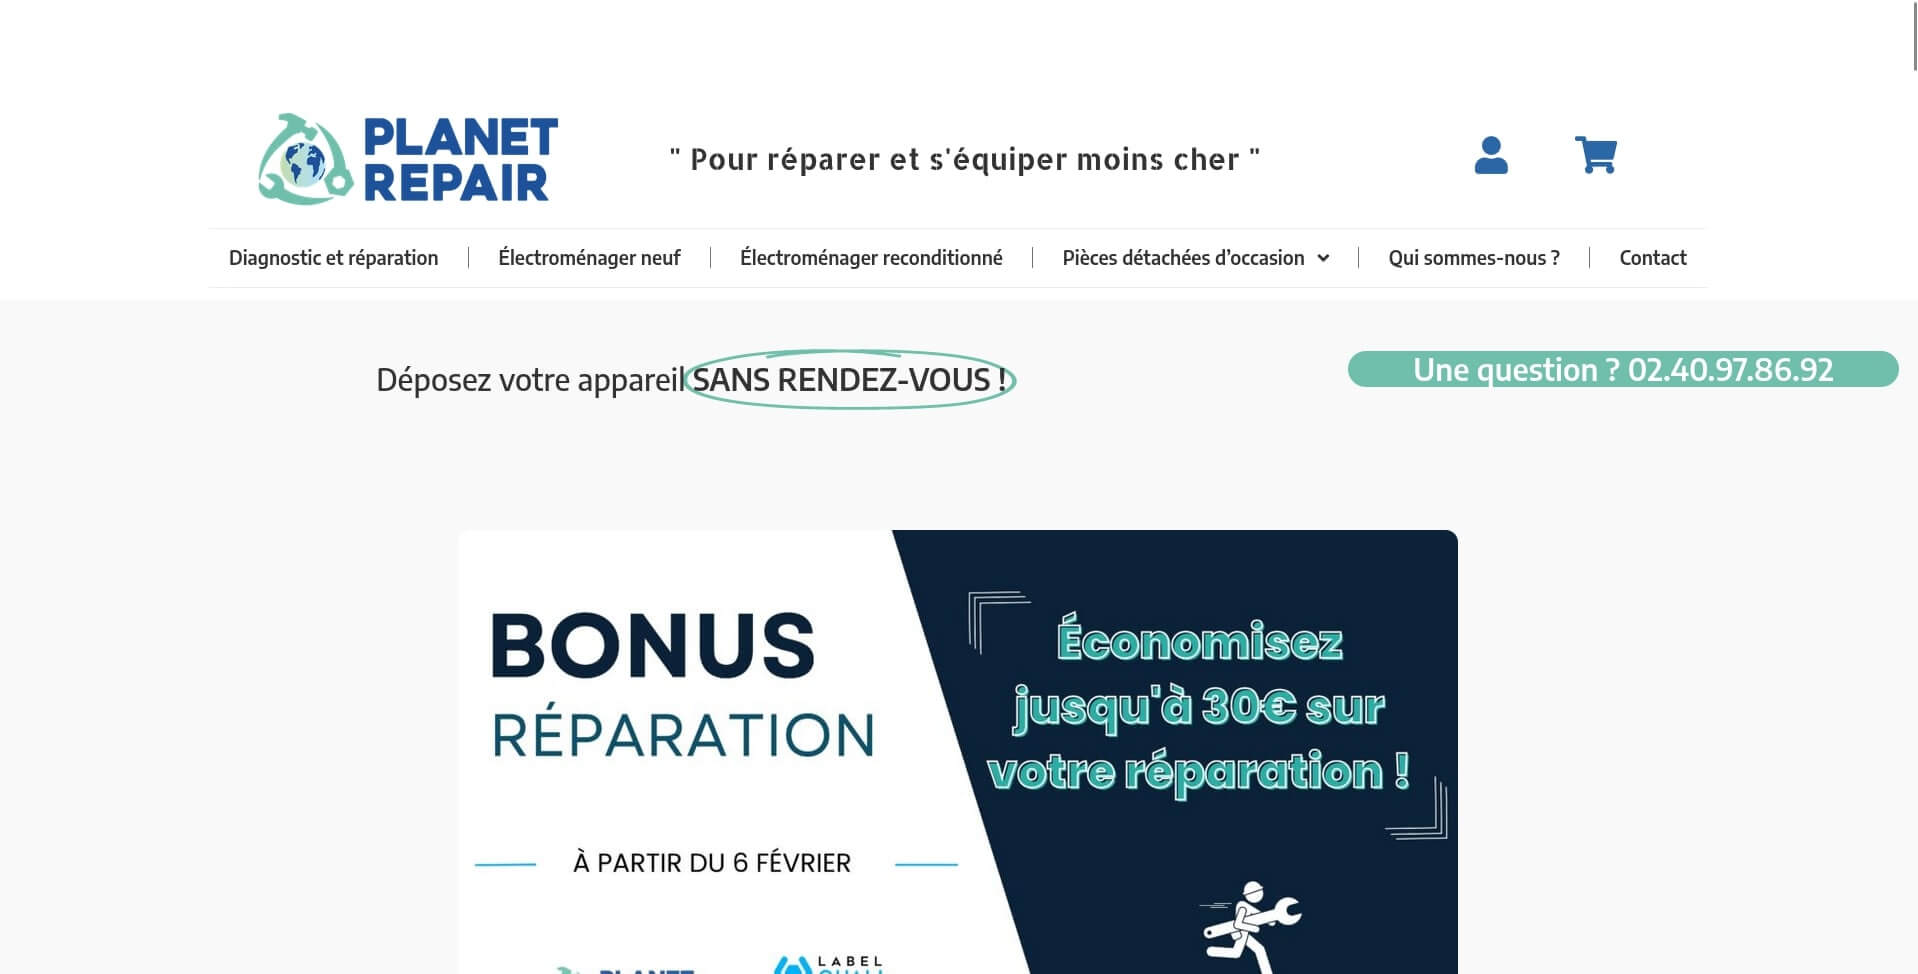 PLANET
REPAIR
" Pour réparer et s'équiper moins cher "
Diagnostic et réparation
Électroménager neuf
Électroménager reconditionné
Pièces détachées d’occasion
Qui sommes-nous ?
Contact
Déposez votre appareil SANS RENDEZ-VOUS !
Une question ? 02.40.97.86.92
BONUS
RÉPARATION
À PARTIR DU 6 FÉVRIER
Économisez
jusqu'à 30€ sur
votre réparation !
LABEL